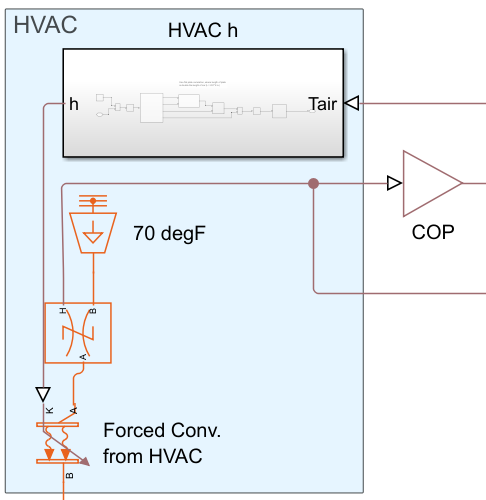 HVAC
HVAC h
h
Tair
COP
70 degF
H
B
A
K
A
Forced Conv.
from HVAC
B